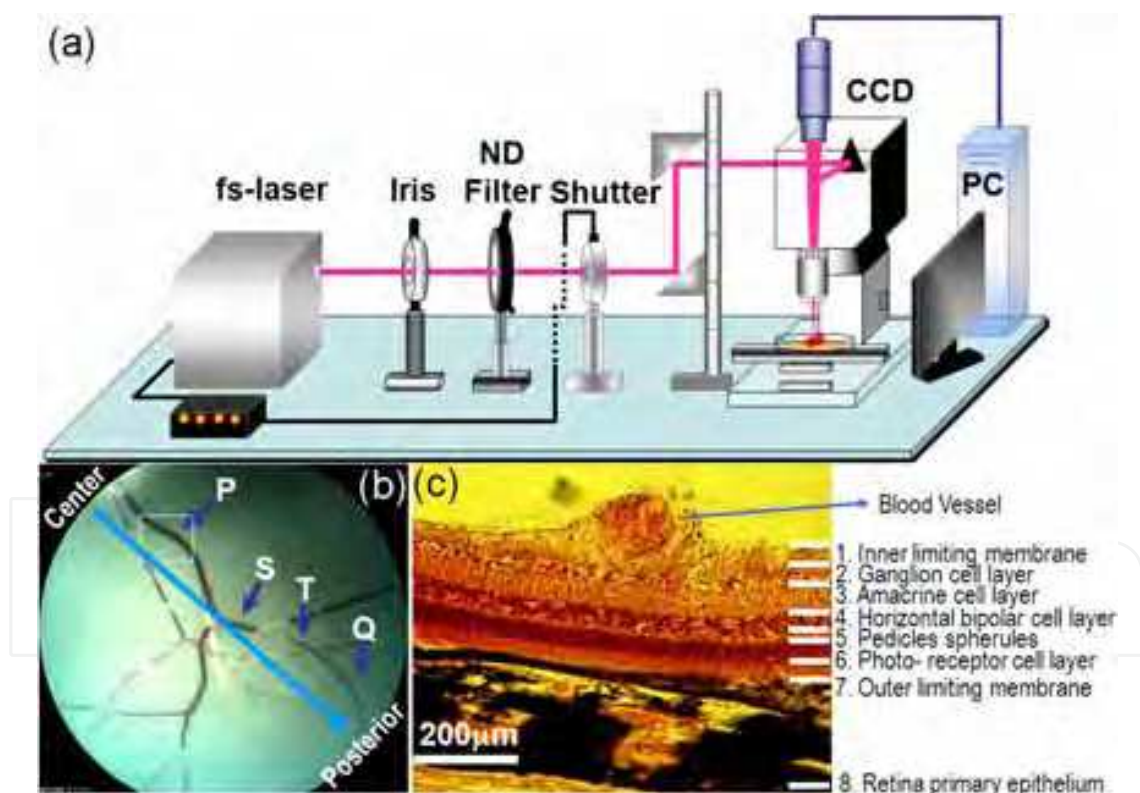 (a)
CCD
ND
fs-laser Iris Filter Shutter
PC
Center
P
(b)
S
T
Q
Posterior
(c)
Blood Vessel
1. Inner limiting membrane
2. Ganglion cell layer
3. Amacrine cell layer
4. Horizontal bipolar cell layer
5. Pedicles spherules
6. Photo- receptor cell layer
7. Outer limiting membrane
200μm
8. Retina primary epithelium